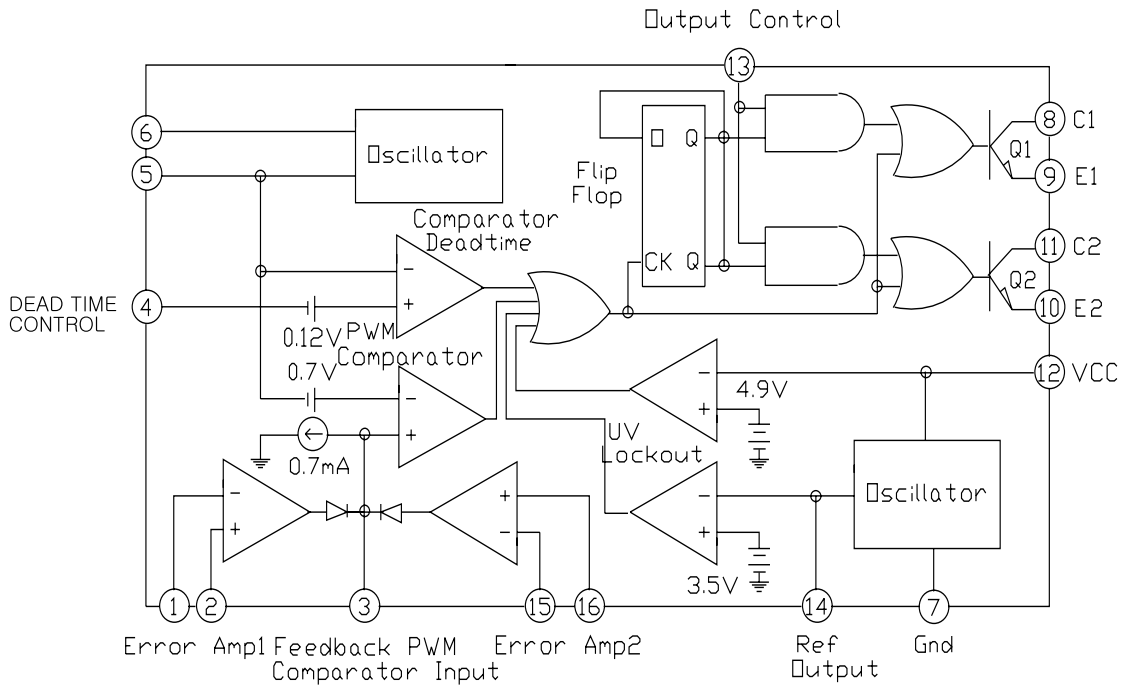 Output Control
13
6
5
Oscillator
D Q
Flip
Flop
CK Q
8 C1
Q1
9 E1
11 C2
Q2
10 E2
Comparator
Deadtime
-
+
DEAD TIME
CONTROL
4
0.12V
PWM
Comparator
0.7V
-
+
0.7mA
12 VCC
-
4.9V
+
UV
Lockout
-
+
3.5V
Oscillator
-
+
+
-
1
2
3
15
16
14
7
Error Amp1
Feedback PWM
Comparator Input
Error Amp2
Ref
Output
Gnd